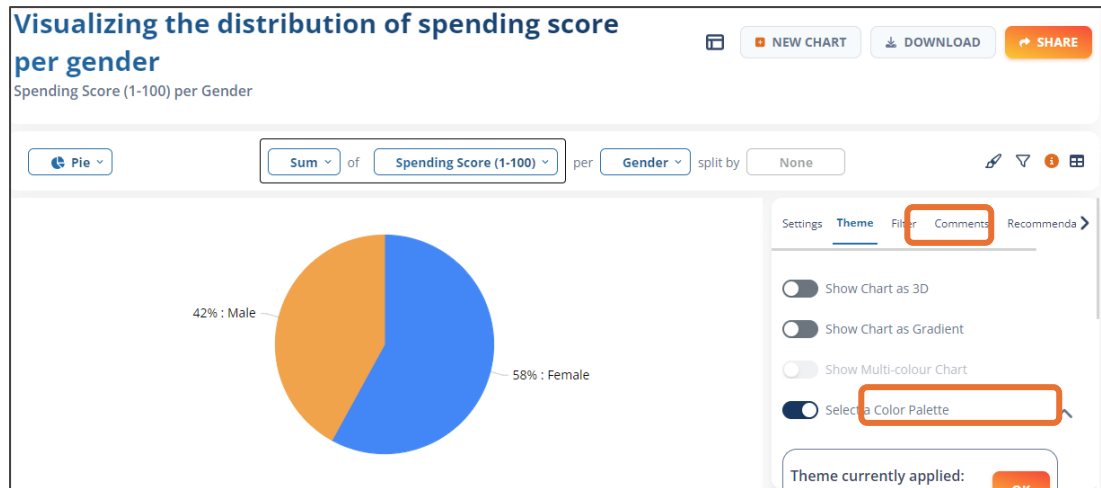 Visualizing the distribution of spending score
per gender
Spending Score (1-100) per Gender
NEW CHART
DOWNLOAD
SHARE
Pie
Sum of Spending Score (1-100) per Gender split by None
Settings Theme Filter Comments Recommenda
Show Chart as 3D
Show Chart as Gradient
Show Multi-colour Chart
Select a Color Palette
Theme currently applied:
OK
42% : Male
58% : Female